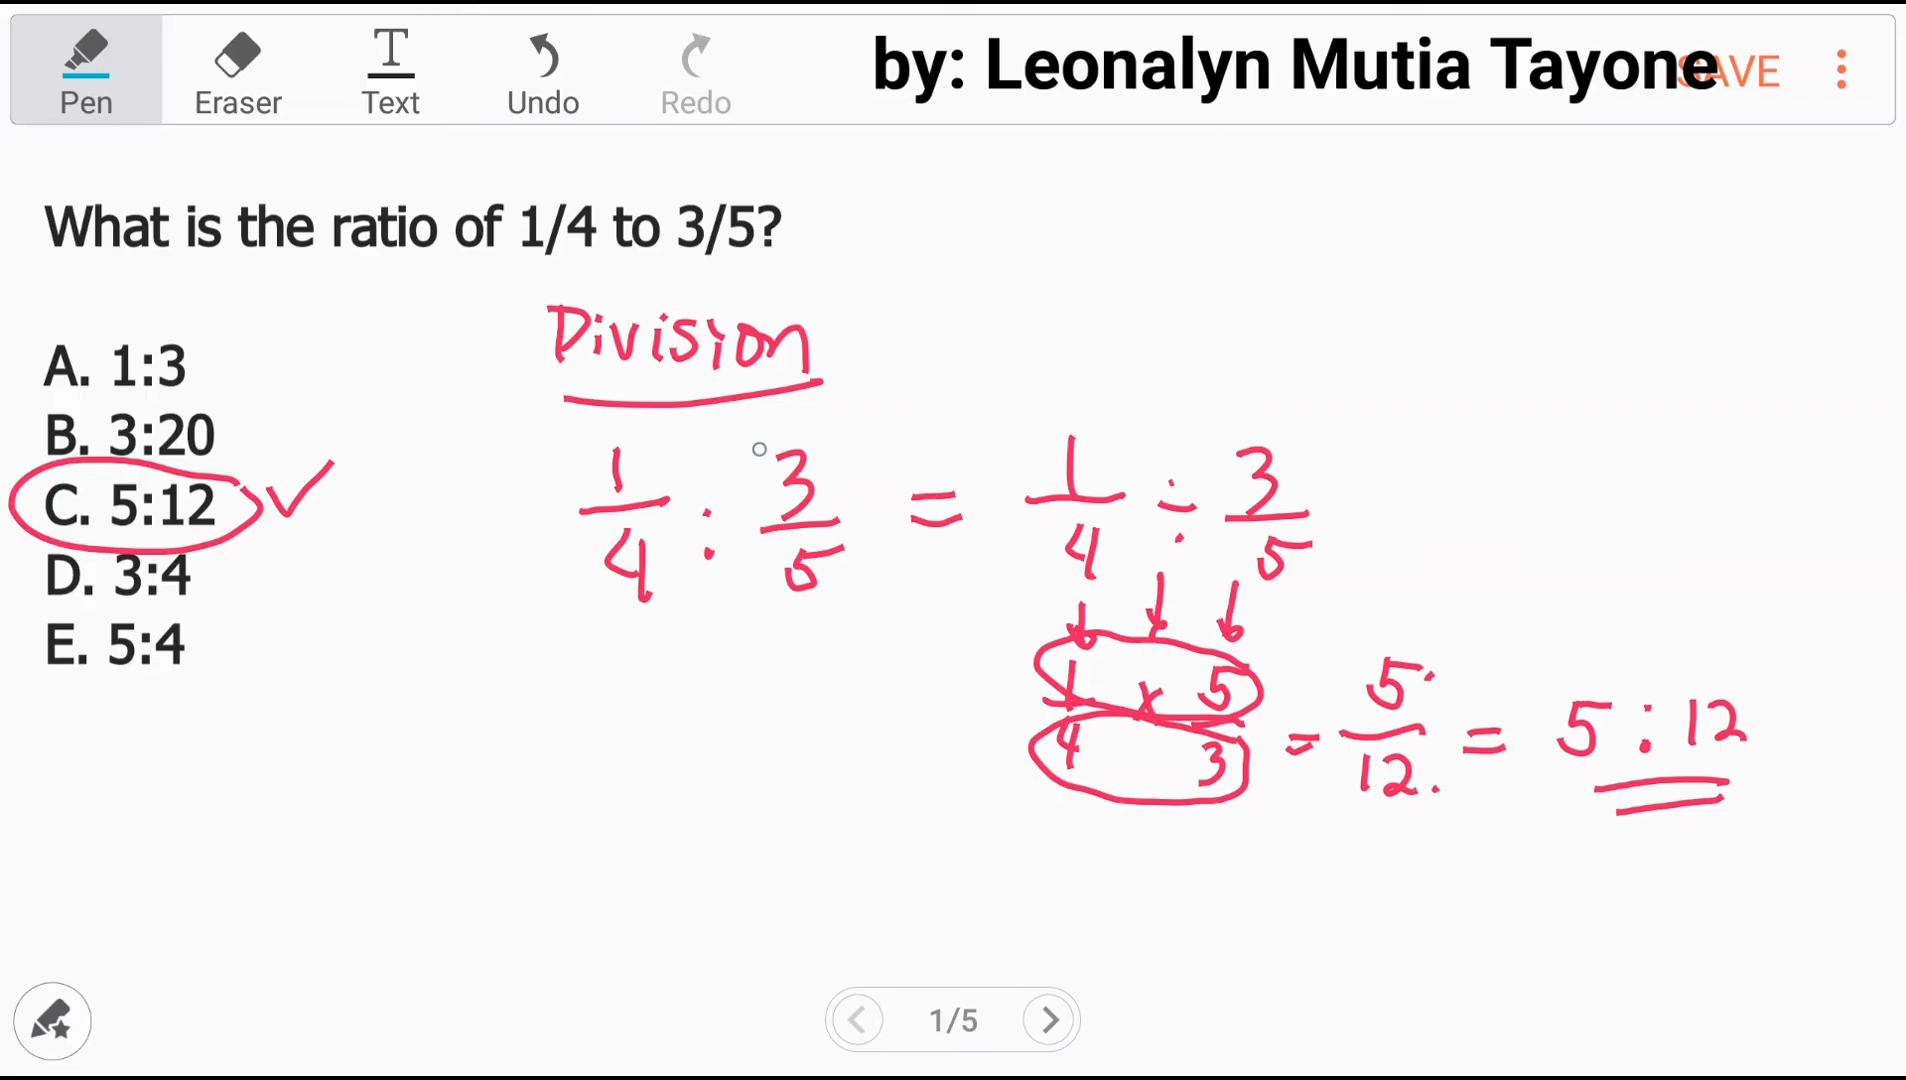 Pen
Eraser
Text
Undo
Redo
by: Leonalyn Mutia Tayone
SAVE
What is the ratio of 1/4 to 3/5?
A. 1:3
B. 3:20
C. 5:12
D. 3:4
E. 5:4
Division
1/4 : 3/5 = 1/4 ÷ 3/5
1/4 x 5/3 = 5/12 = 5 : 12
1/5